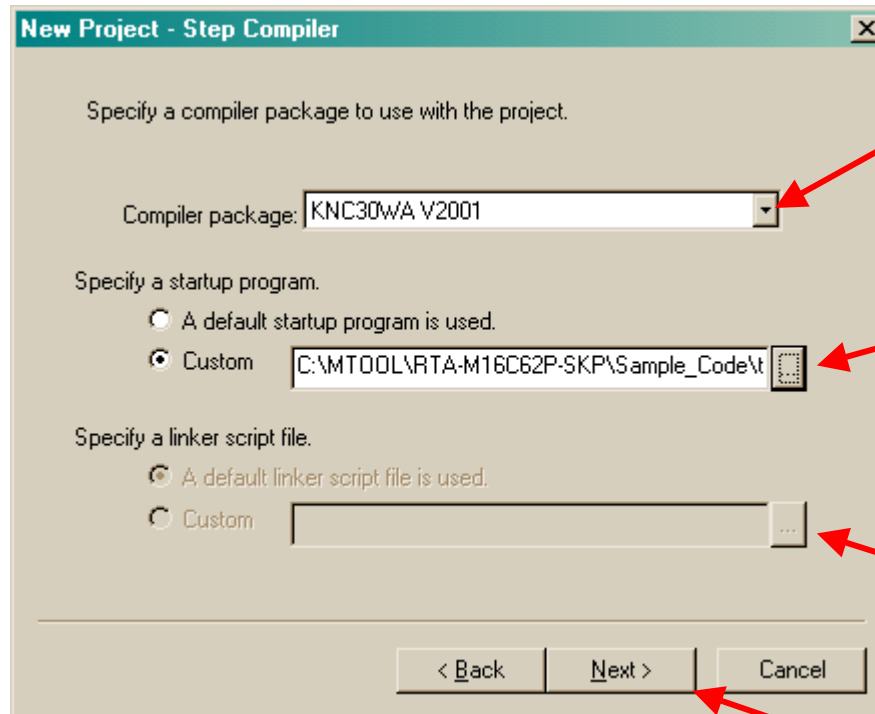 New Project - Step Compiler
Specify a compiler package to use with the project.
Compiler package: KNC30WA V2001
Specify a startup program.
A default startup program is used.
Custom C:\MTOOL\RTA-M16C62P-SKP\Sample_Code\t ...
Specify a linker script file.
A default linker script file is used.
Custom ...
< Back Next > Cancel